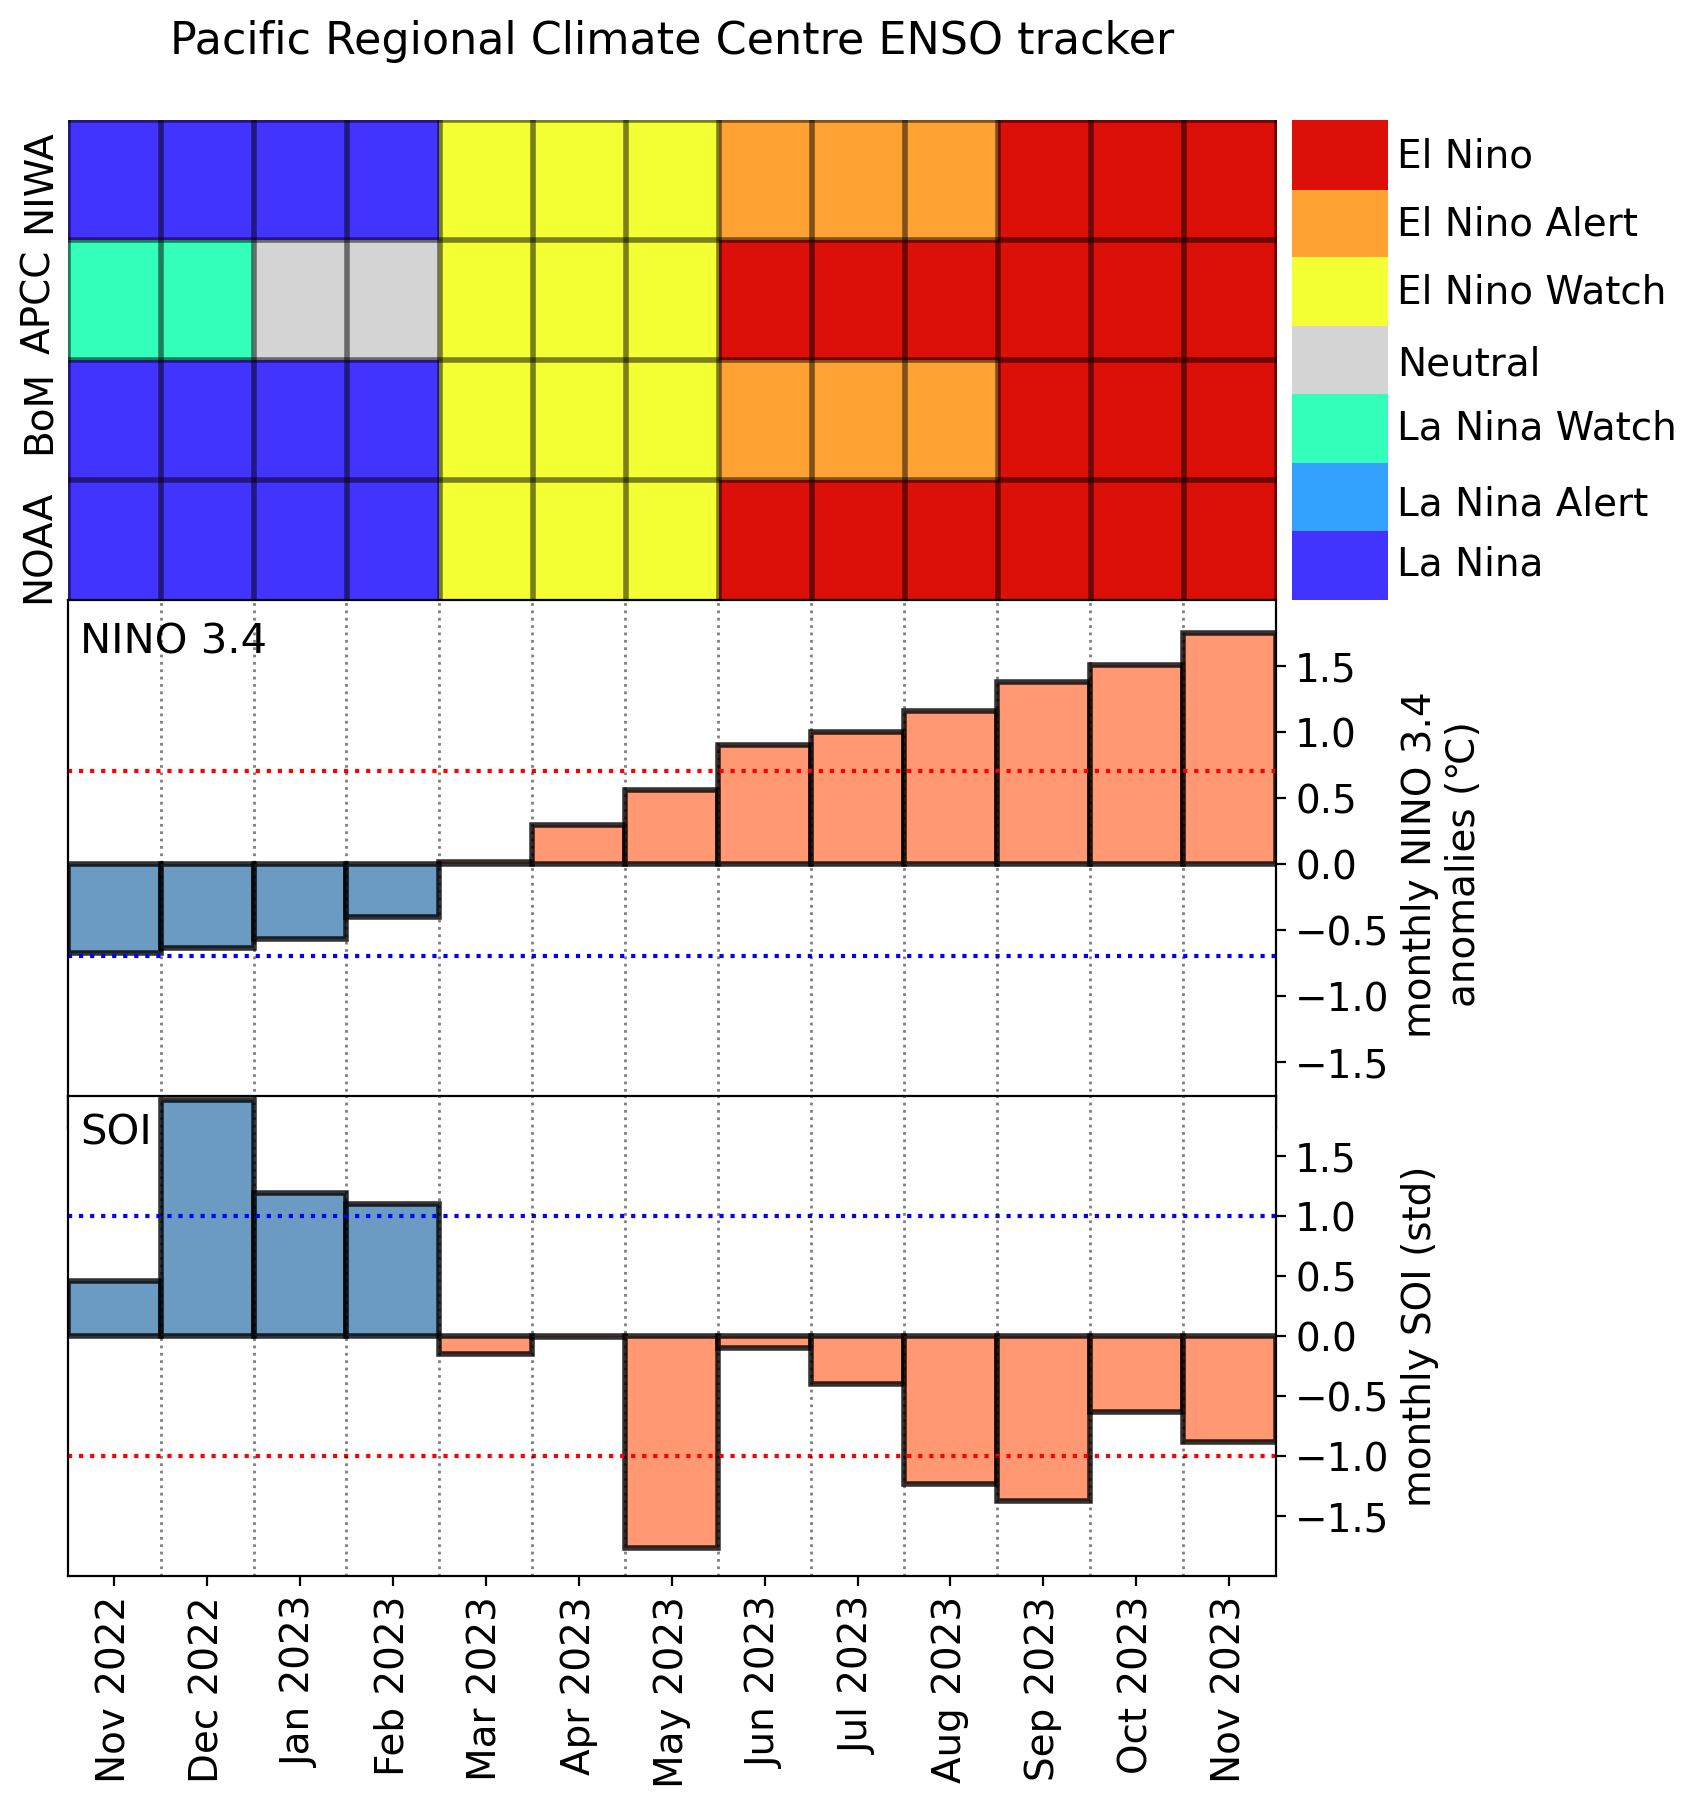 Pacific Regional Climate Centre ENSO tracker
NIWA
APCC
BoM
NOAA
El Nino
El Nino Alert
El Nino Watch
Neutral
La Nina Watch
La Nina Alert
La Nina
NINO 3.4
1.5
1.0
0.5
0.0
−0.5
−1.0
−1.5
monthly NINO 3.4
anomalies (°C)
SOI
1.5
1.0
0.5
0.0
−0.5
−1.0
−1.5
monthly SOI (std)
Nov 2022
Dec 2022
Jan 2023
Feb 2023
Mar 2023
Apr 2023
May 2023
Jun 2023
Jul 2023
Aug 2023
Sep 2023
Oct 2023
Nov 2023